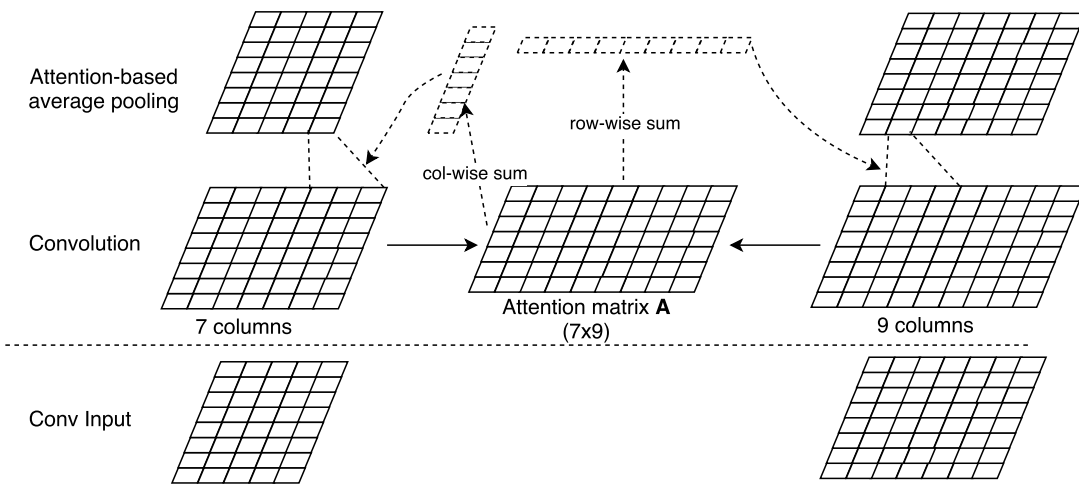 Attention-based
average pooling
row-wise sum
col-wise sum
Convolution
7 columns
Attention matrix A
(7x9)
9 columns
Conv Input